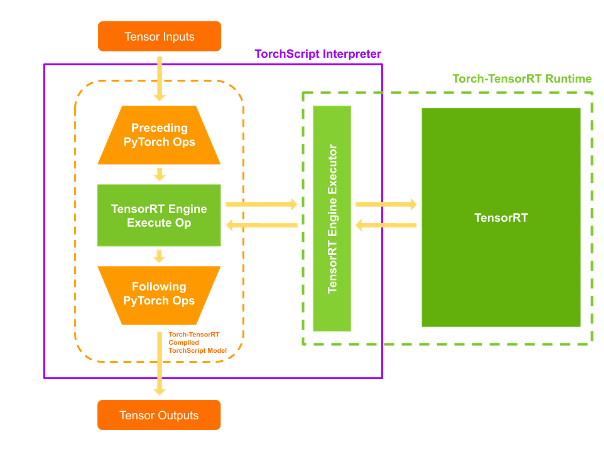 Tensor Inputs
TorchScript Interpreter
Torch-TensorRT Runtime
Preceding
PyTorch Ops
TensorRT Engine
Execute Op
Following
PyTorch Ops
Torch-TensorRT
Compiled
TorchScript Model
TensorRT Engine Executor
TensorRT
Tensor Outputs